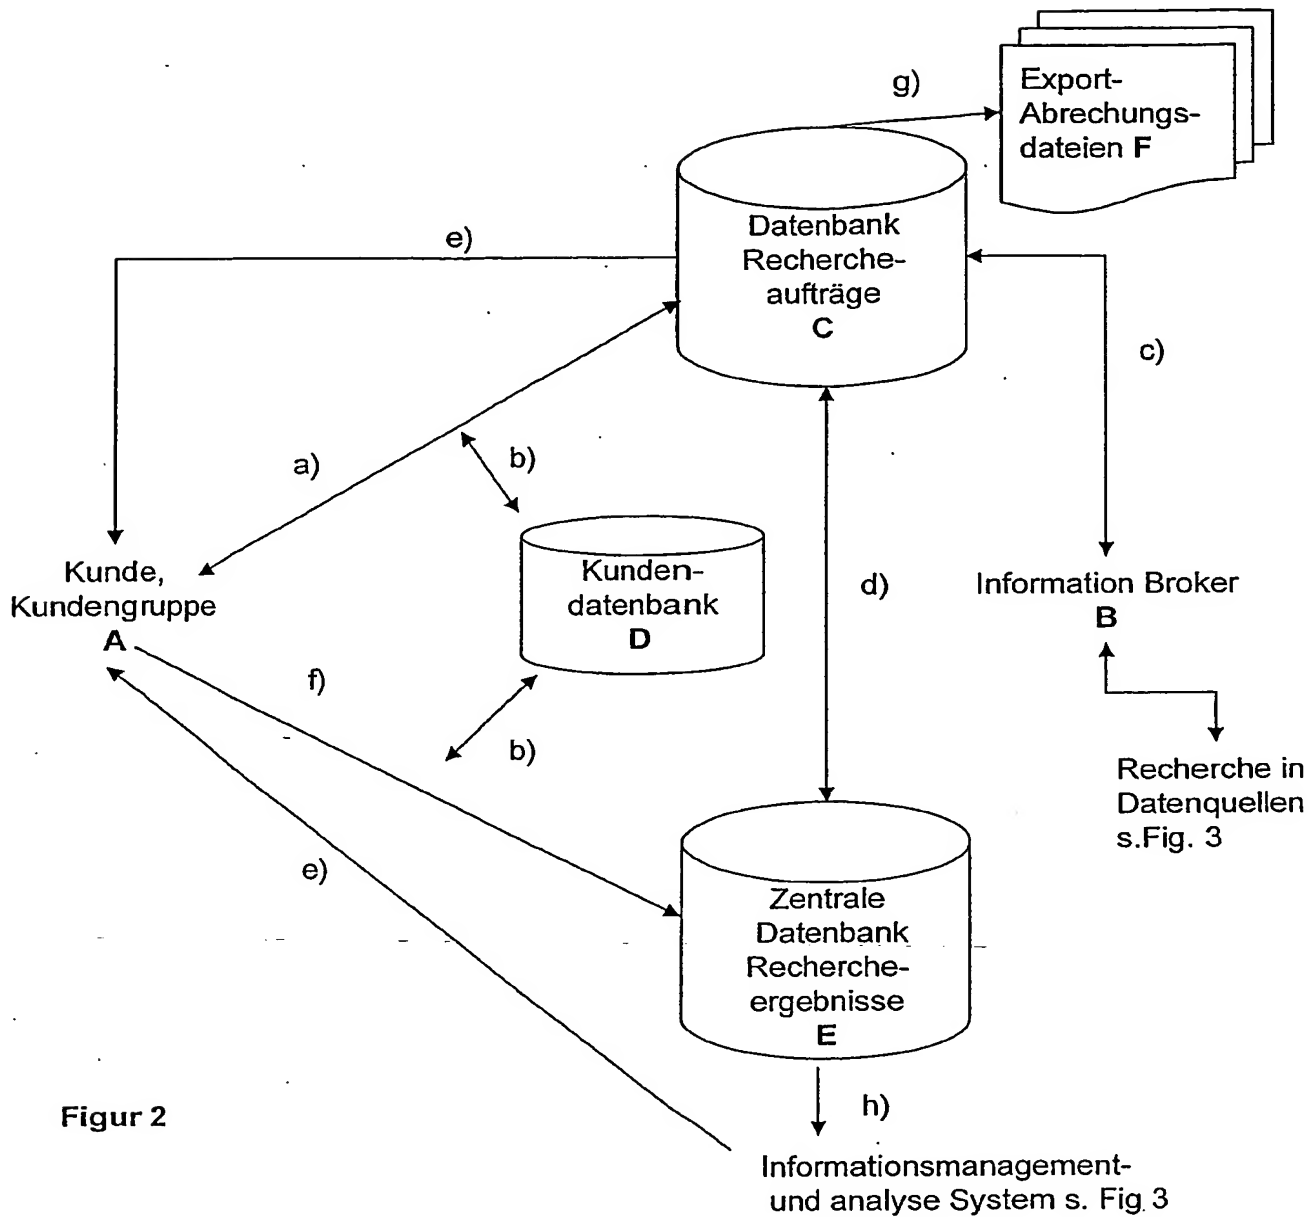 g)
Export-
Abrechungs-
dateien F
e)
Datenbank
Recherche-
aufträge
C
c)
a)
b)
Kunde,
Kundengruppe
A
Kunden-
datenbank
D
d)
Information Broker
B
f)
b)
Recherche in
Datenquellen
s.Fig. 3
e)
Zentrale
Datenbank
Recherche-
ergebnisse
E
h)
Figur 2
Informationsmanagement-
und analyse System s. Fig.3